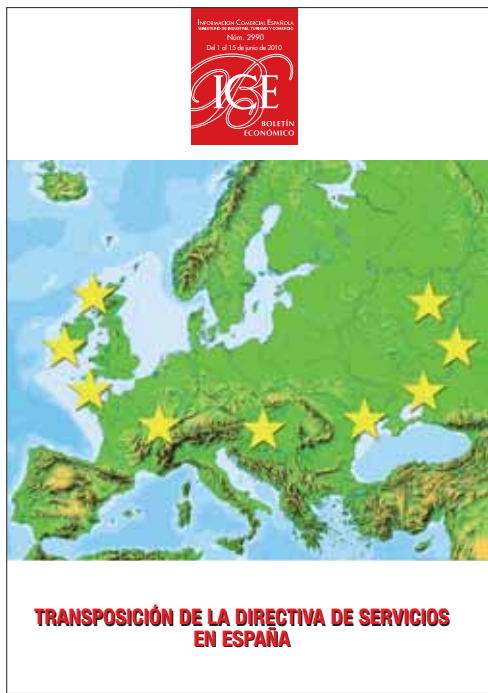 INFORMACION COMERCIAL ESPAÑOLA
MINISTERIO DE INDUSTRIA, TURISMO Y COMERCIO
Núm. 2990
Del 1 al 15 de junio de 2010
B
ICE
BOLETÍN
ECONÓMICO
TRANSPOSICIÓN DE LA DIRECTIVA DE SERVICIOS
EN ESPAÑA